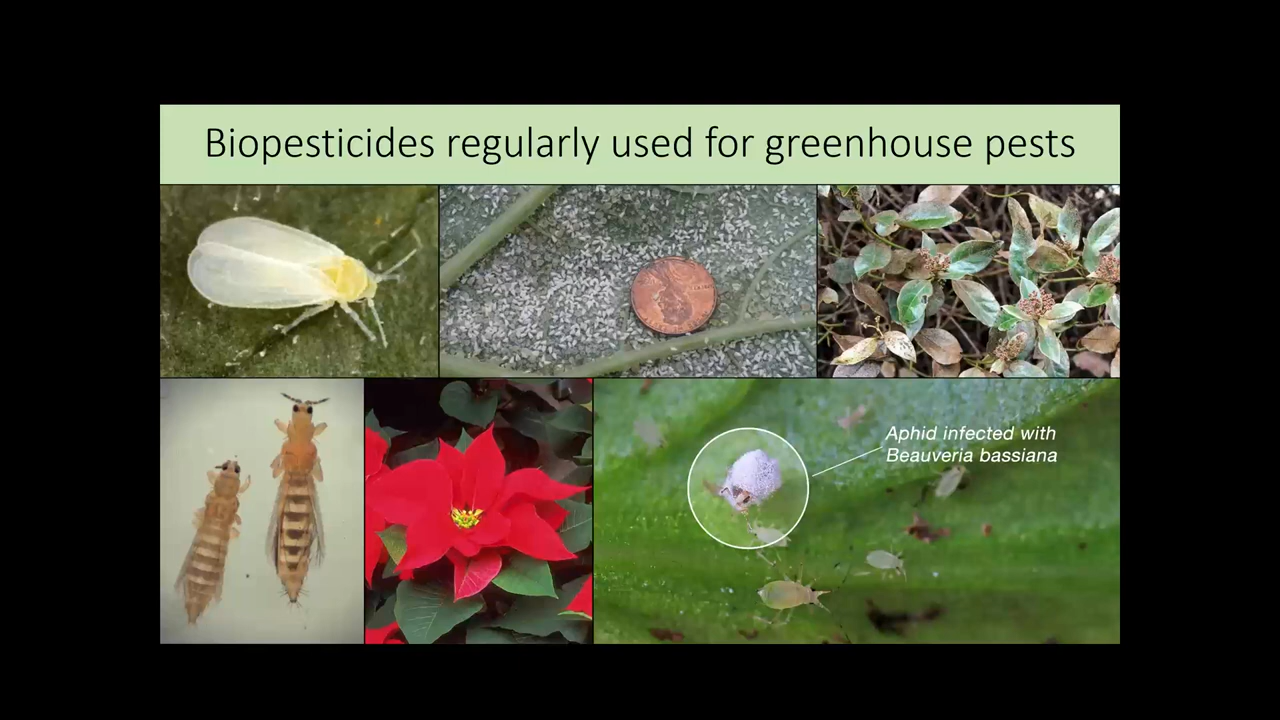 Biopesticides regularly used for greenhouse pests
Aphid infected with
Beauveria bassiana